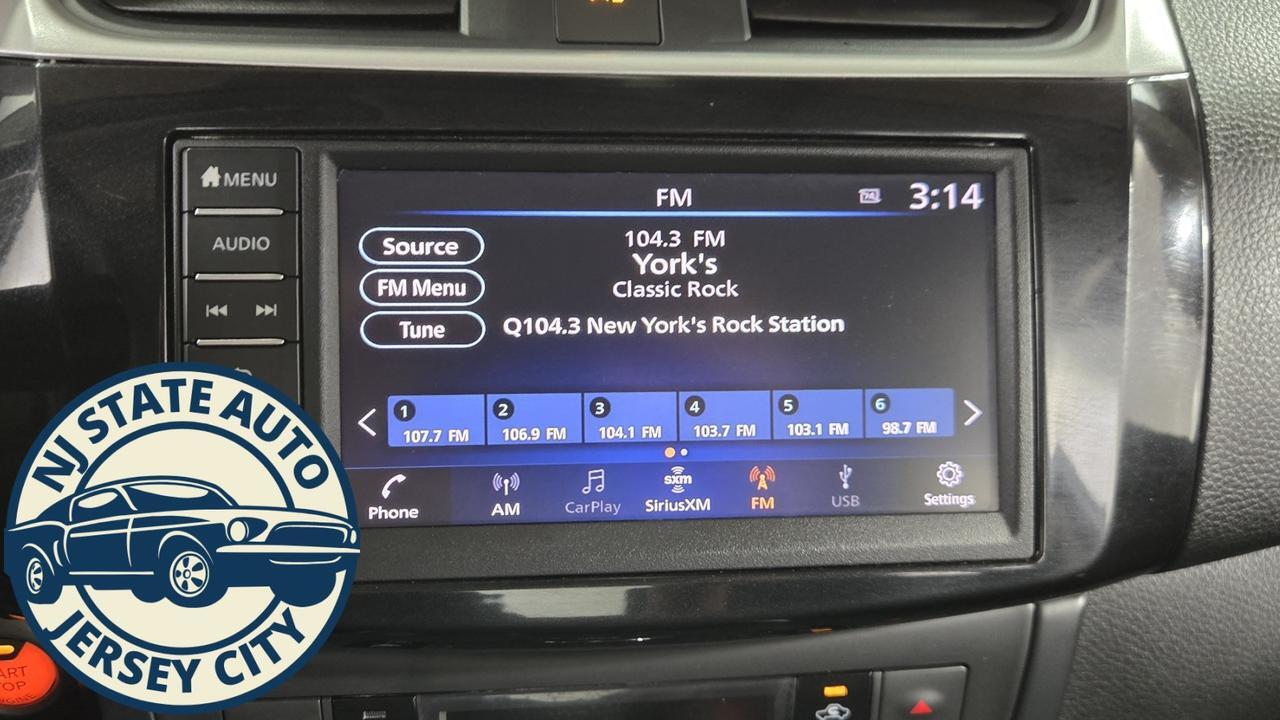 MENU
AUDIO
FM
3:14
Source
FM Menu
Tune
104.3 FM
York's
Classic Rock
Q104.3 New York's Rock Station
1 107.7 FM
2 106.9 FM
3 104.1 FM
4 103.7 FM
5 103.1 FM
6 98.7 FM
Phone
AM
CarPlay
sxm
SiriusXM
FM
USB
Settings
NJ STATE AUTO
JERSEY CITY